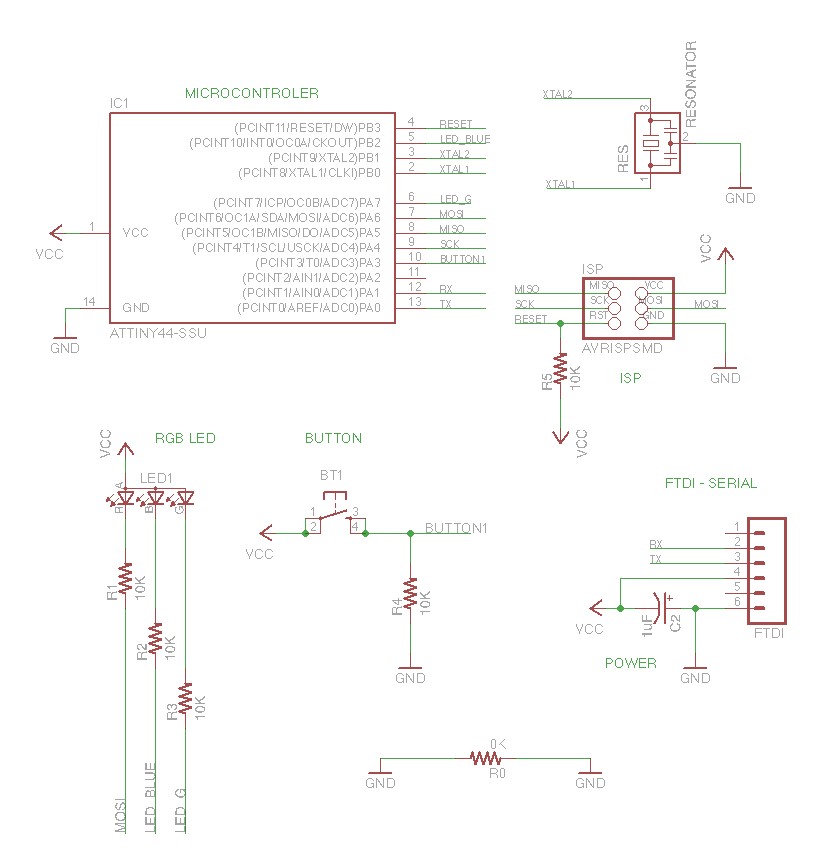 MICROCONTROLER
IC1
(PCINT11/RESET/DW)PB3 4 RESET
(PCINT10/INT0/OC0A/CKOUT)PB2 5 LED_BLUE
(PCINT9/XTAL2)PB1 3 XTAL2
(PCINT8/XTAL1/CLKI)PB0 2 XTAL1
(PCINT7/ICP/OC0B/ADC7)PA7 6 LED_G
(PCINT6/OC1A/SDA/MOSI/ADC6)PA6 7 MOSI
(PCINT5/OC1B/MISO/DO/ADC5)PA5 8 MISO
(PCINT4/T1/SCL/USCK/ADC4)PA4 9 SCK
(PCINT3/T0/ADC3)PA3 10 BUTTON1
(PCINT2/AIN1/ADC2)PA2 11
(PCINT1/AIN0/ADC1)PA1 12 RX
(PCINT0/AREF/ADC0)PA0 13 TX
1 VCC
VCC
14 GND
GND
ATTINY44-SSU
XTAL2
3
RESONATOR
RES
2
1
XTAL1
GND
VCC
ISP
MISO MISO VCC
SCK SCK MOSI MOSI
RESET RST GND
AVRISPSMD
R5
10K
ISP
GND
VCC
RGB LED
VCC
LED1
A
R B G
R1
10K
R2
10K
R3
10K
MOSI
LED_BLUE
LED_G
BUTTON
BT1
1 3
2 4
VCC
BUTTON1
R4
10K
GND
FTDI - SERIAL
1
RX 2
TX 3
4
5
6
VCC
1uF
+
C2
FTDI
POWER
GND
0K
R0
GND
GND